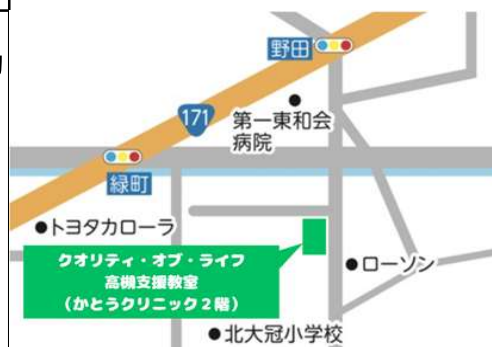 野田
171
第一東和会
病院
緑町
トヨタカローラ
クオリティ・オブ・ライフ
高槻支援教室
(かとうクリニック2階)
ローソン
北大冠小学校